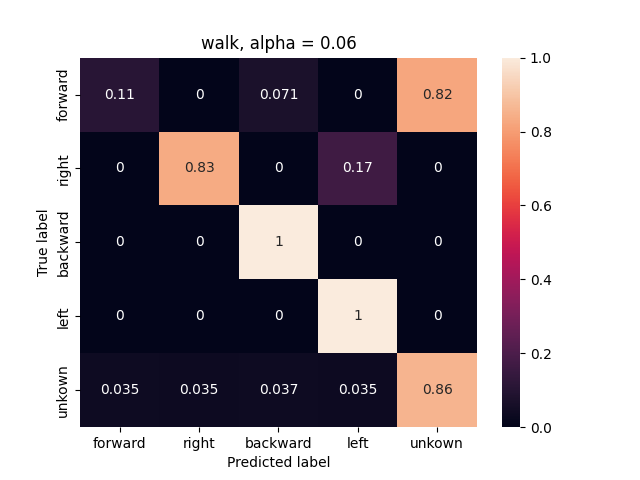 walk, alpha = 0.06
forward 0.11 0 0.071 0 0.82
right 0 0.83 0 0.17 0
backward 0 0 1 0 0
left 0 0 0 1 0
unkown 0.035 0.035 0.037 0.035 0.86
forward right backward left unkown
Predicted label
True label
1.0
0.8
0.6
0.4
0.2
0.0